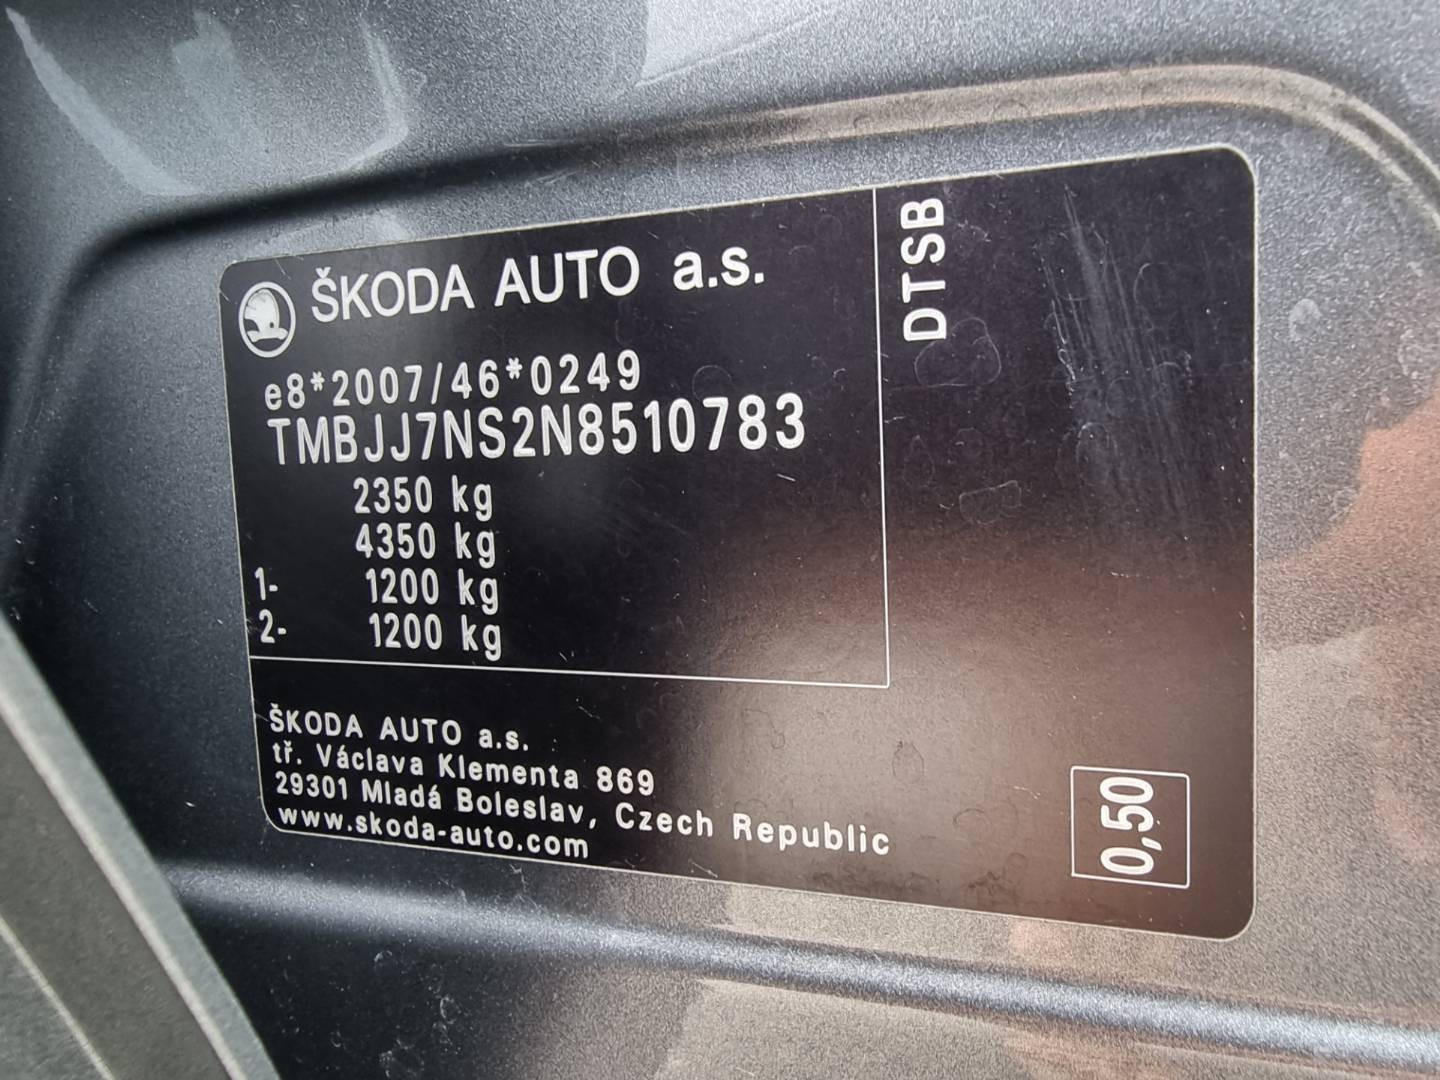 ŠKODA AUTO a.s.
e8*2007/46*0249
TMBJJ7NS2N8510783
2350 kg
4350 kg
1- 1200 kg
2- 1200 kg
DTSB
ŠKODA AUTO a.s.
tř. Václava Klementa 869
29301 Mladá Boleslav, Czech Republic
www.skoda-auto.com
0,50